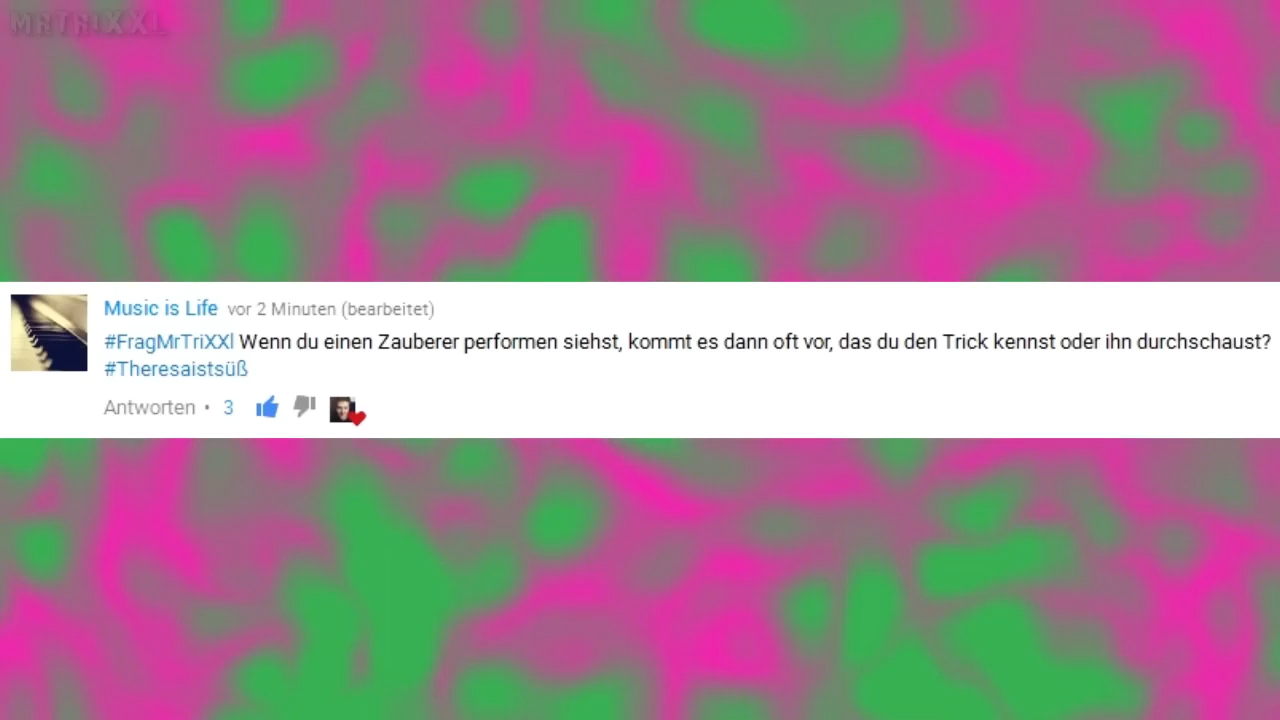 MRTRIXXL
Music is Life vor 2 Minuten (bearbeitet)
#FragMrTriXXl Wenn du einen Zauberer performen siehst, kommt es dann oft vor, das du den Trick kennst oder ihn durchschaust?
#Theresaistsüß
Antworten • 3